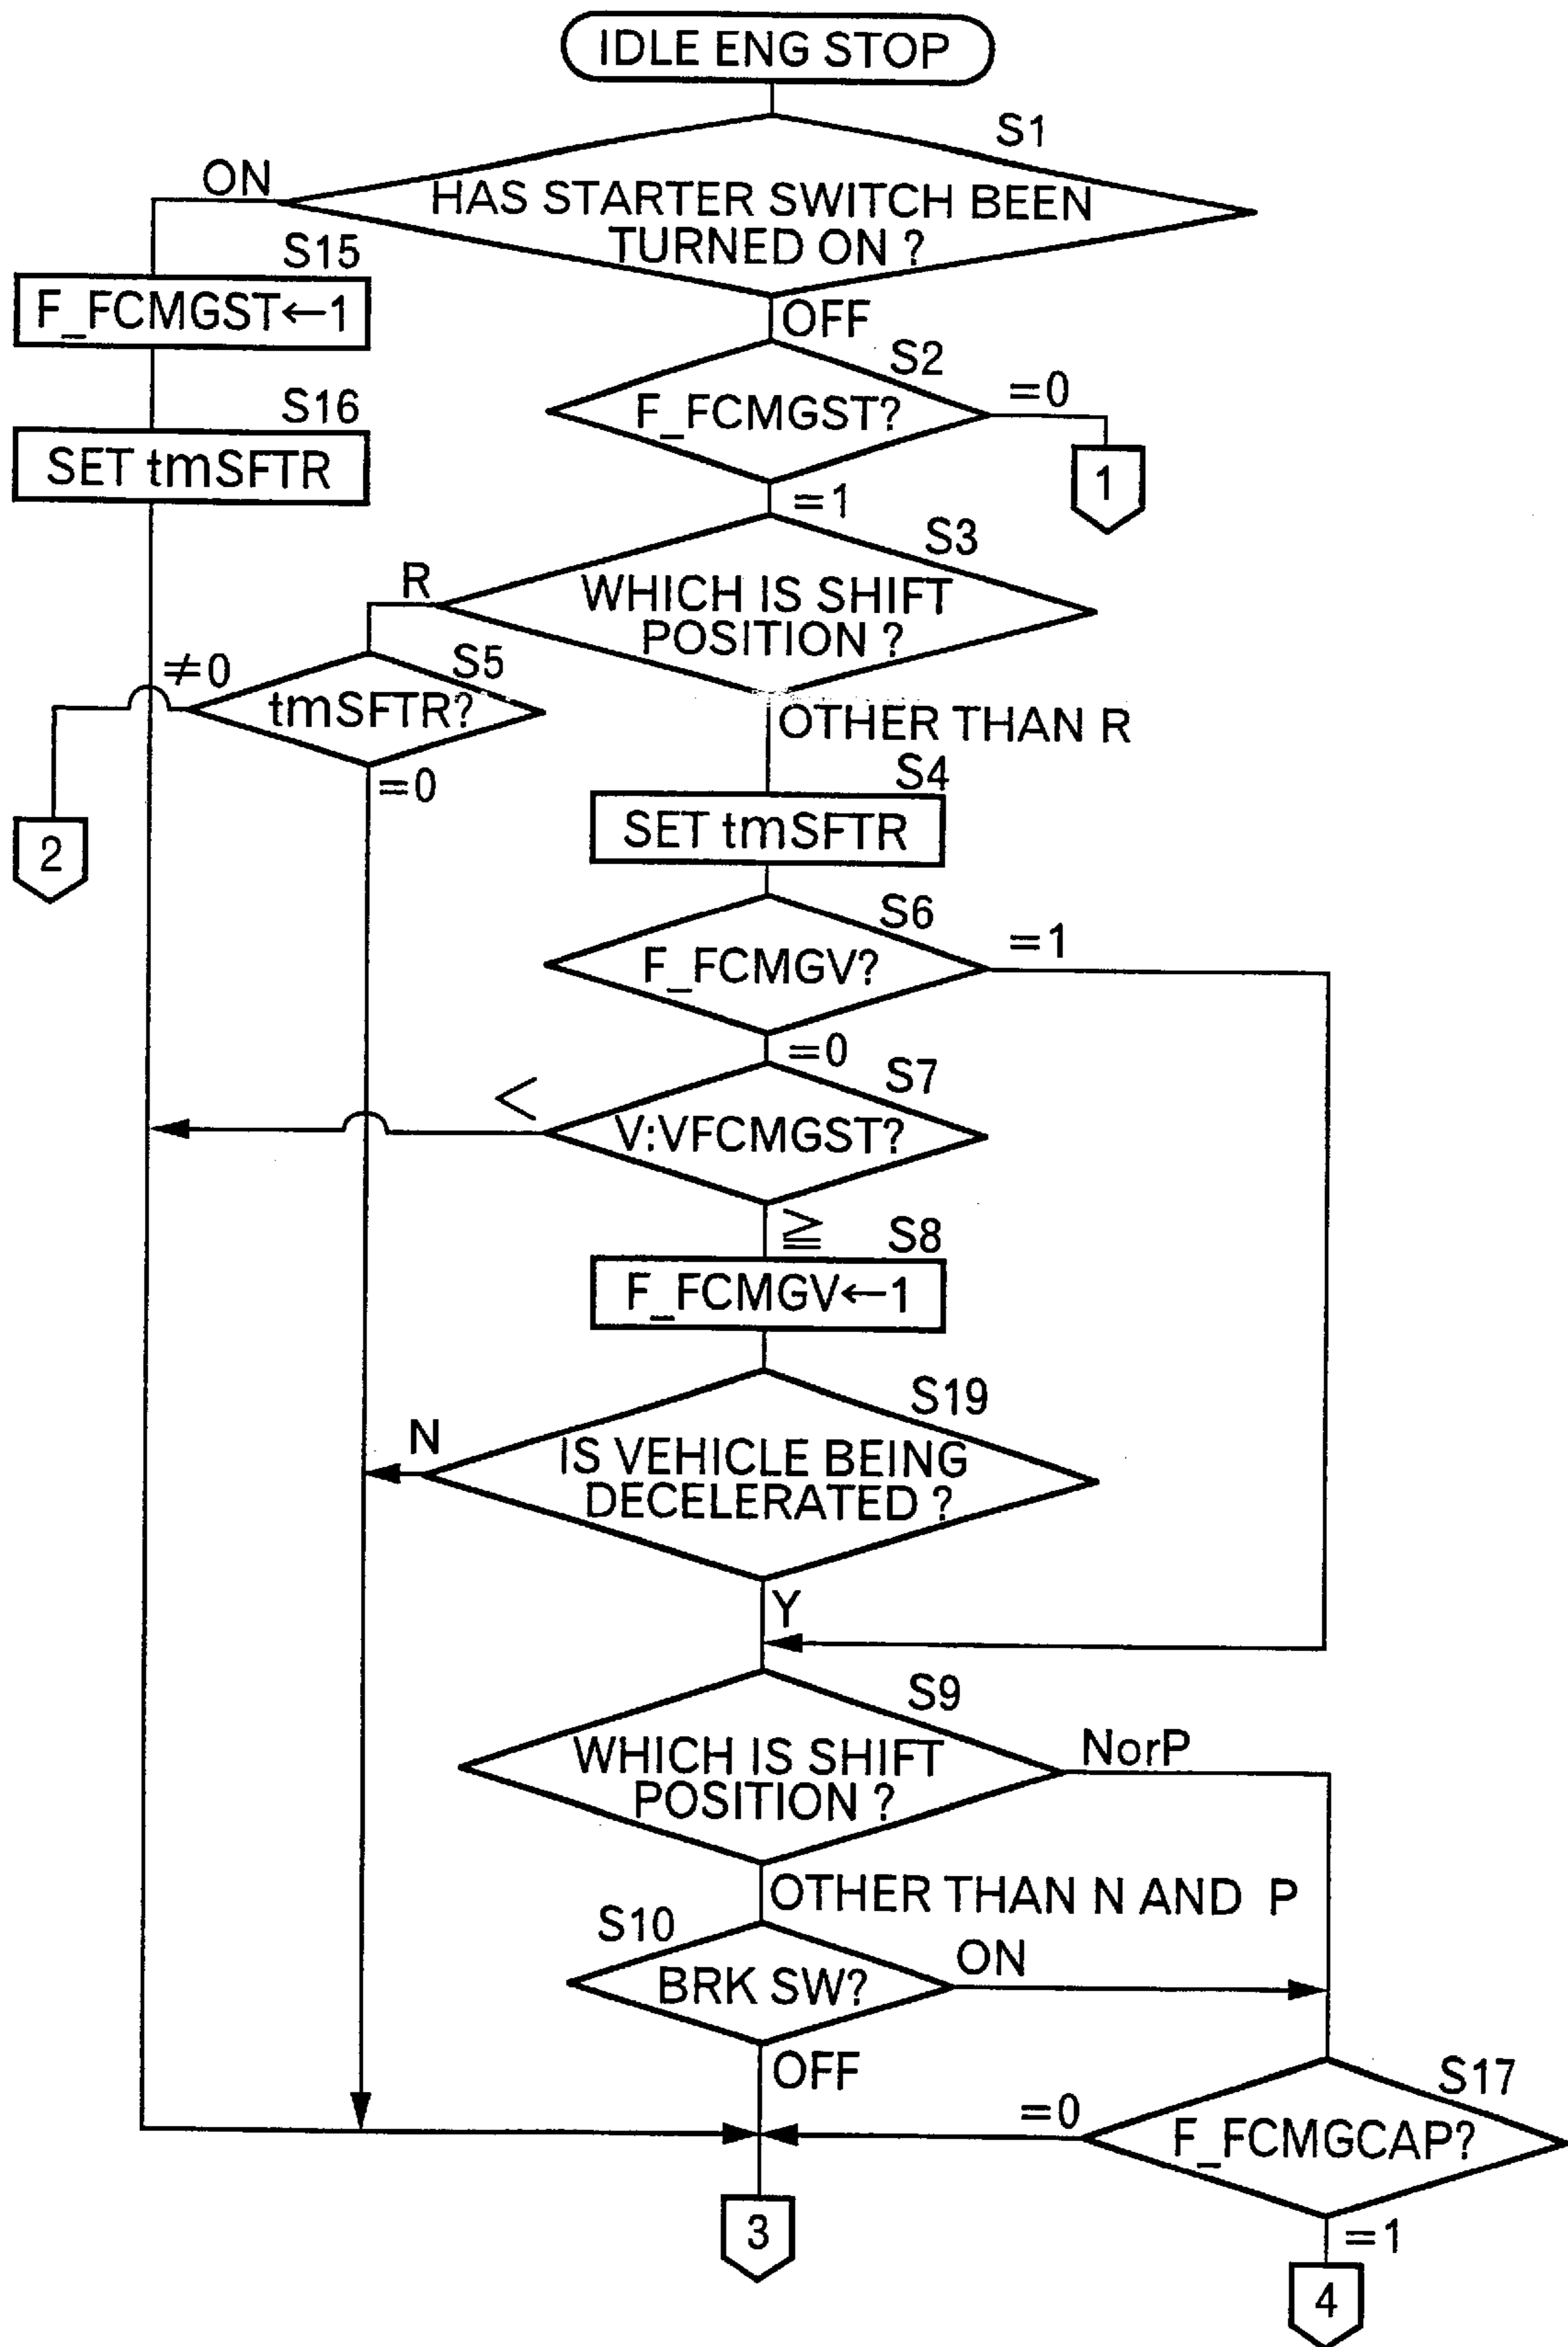 IDLE ENG STOP
S1
HAS STARTER SWITCH BEEN
TURNED ON ?
ON
OFF
S15
F_FCMGST←1
S16
SET tmSFTR
S2
F_FCMGST?
=0
1
=1
S3
WHICH IS SHIFT
POSITION ?
R
OTHER THAN R
S5
tmSFTR?
≠0
2
=0
S4
SET tmSFTR
S6
F_FCMGV?
=1
=0
S7
V:VFCMGST?
<
≧
S8
F_FCMGV←1
S19
IS VEHICLE BEING
DECELERATED ?
N
Y
S9
WHICH IS SHIFT
POSITION ?
NorP
OTHER THAN N AND P
S10
BRK SW?
ON
OFF
S17
F_FCMGCAP?
=0
3
=1
4